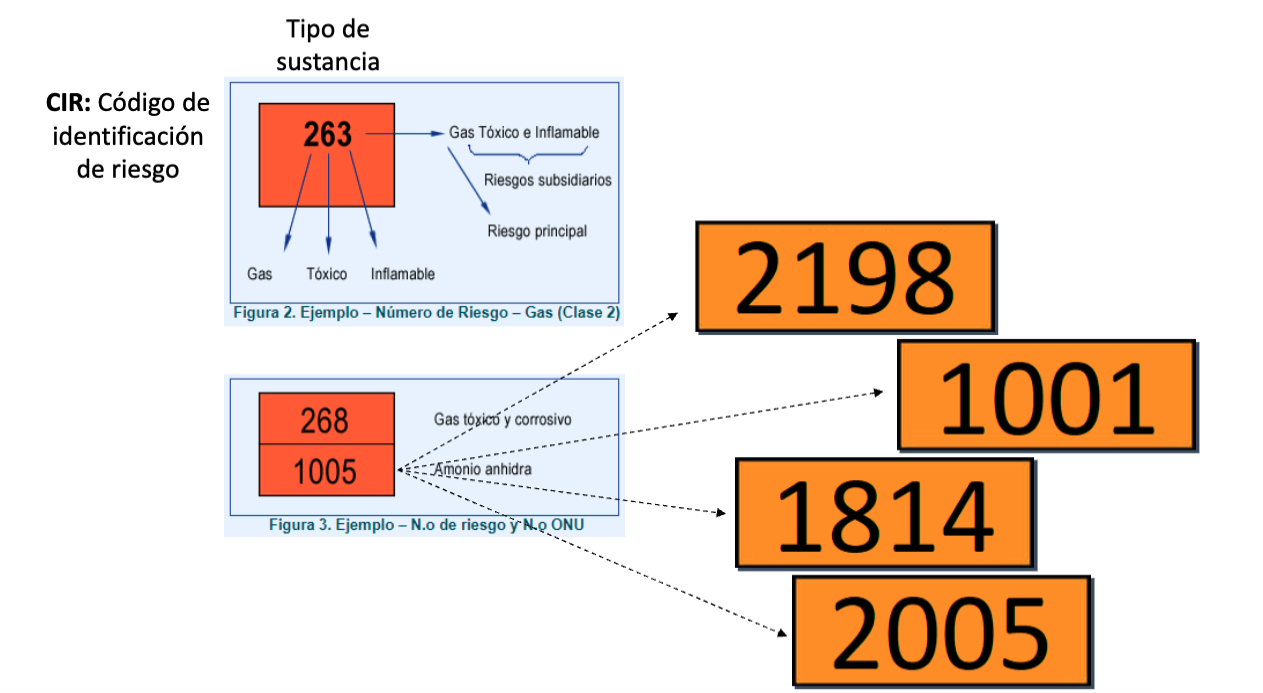 Tipo de
sustancia
CIR: Código de
identificación
de riesgo
263
Gas Tóxico e Inflamable
Riesgos subsidiarios
Riesgo principal
Gas Tóxico Inflamable
Figura 2. Ejemplo – Número de Riesgo – Gas (Clase 2)
2198
1001
268 Gas tóxico y corrosivo
1005 Amonio anhidra
Figura 3. Ejemplo – N.o de riesgo y N.o ONU
1814
2005